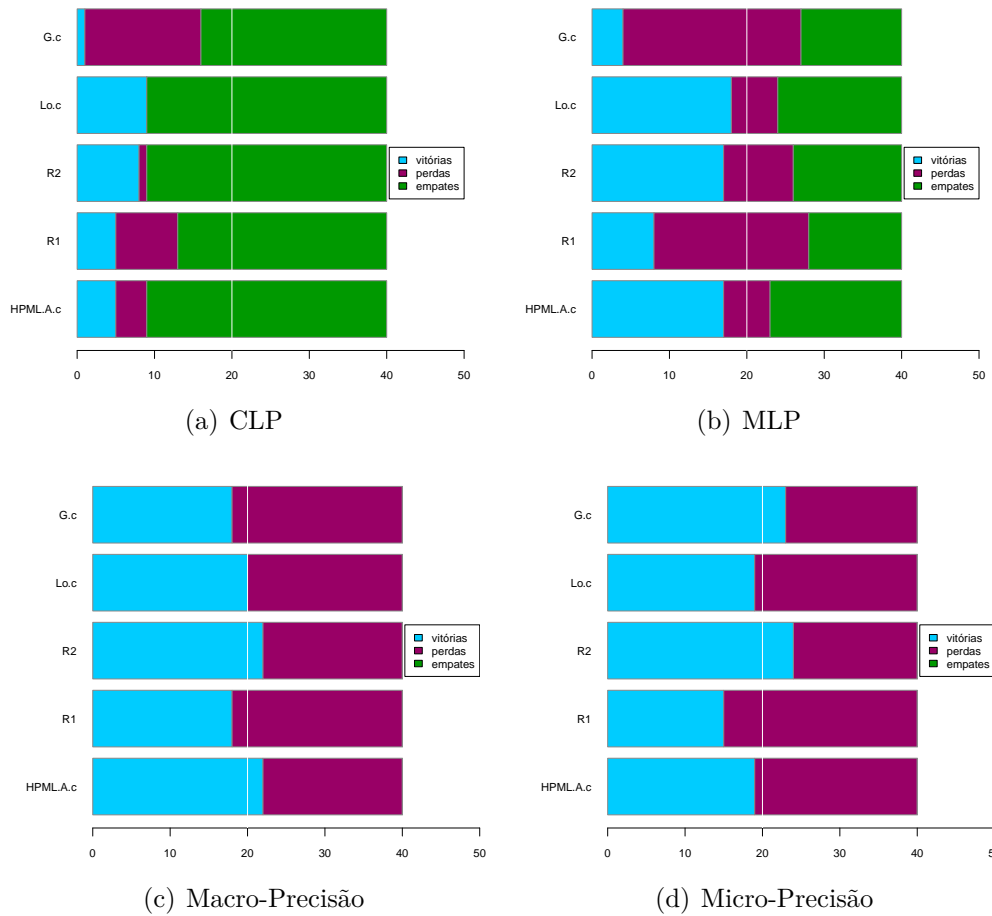 G.c
Lo.c
R2
R1
HPML.A.c
vitórias
perdas
empates
0 10 20 30 40 50
(a) CLP
G.c
Lo.c
R2
R1
HPML.A.c
vitórias
perdas
empates
0 10 20 30 40 50
(b) MLP
G.c
Lo.c
R2
R1
HPML.A.c
vitórias
perdas
empates
0 10 20 30 40 50
(c) Macro-Precisão
G.c
Lo.c
R2
R1
HPML.A.c
vitórias
perdas
empates
0 10 20 30 40 50
(d) Micro-Precisão